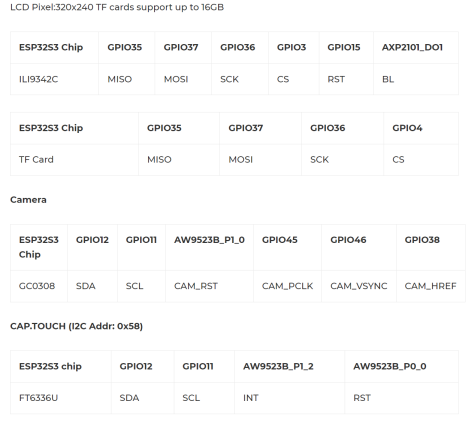 LCD Pixel:320x240 TF cards support up to 16GB
ESP32S3 Chip GPIO35 GPIO37 GPIO36 GPIO3 GPIO15 AXP2101_DO1
ILI9342C MISO MOSI SCK CS RST BL
ESP32S3 Chip GPIO35 GPIO37 GPIO36 GPIO4
TF Card MISO MOSI SCK CS
Camera
ESP32S3 GPIO12 GPIO11 AW9523B_P1_0 GPIO45 GPIO46 GPIO38
Chip
GC0308 SDA SCL CAM_RST CAM_PCLK CAM_VSYNC CAM_HREF
CAP.TOUCH (I2C Addr: 0x58)
ESP32S3 chip GPIO12 GPIO11 AW9523B_P1_2 AW9523B_P0_0
FT6336U SDA SCL INT RST